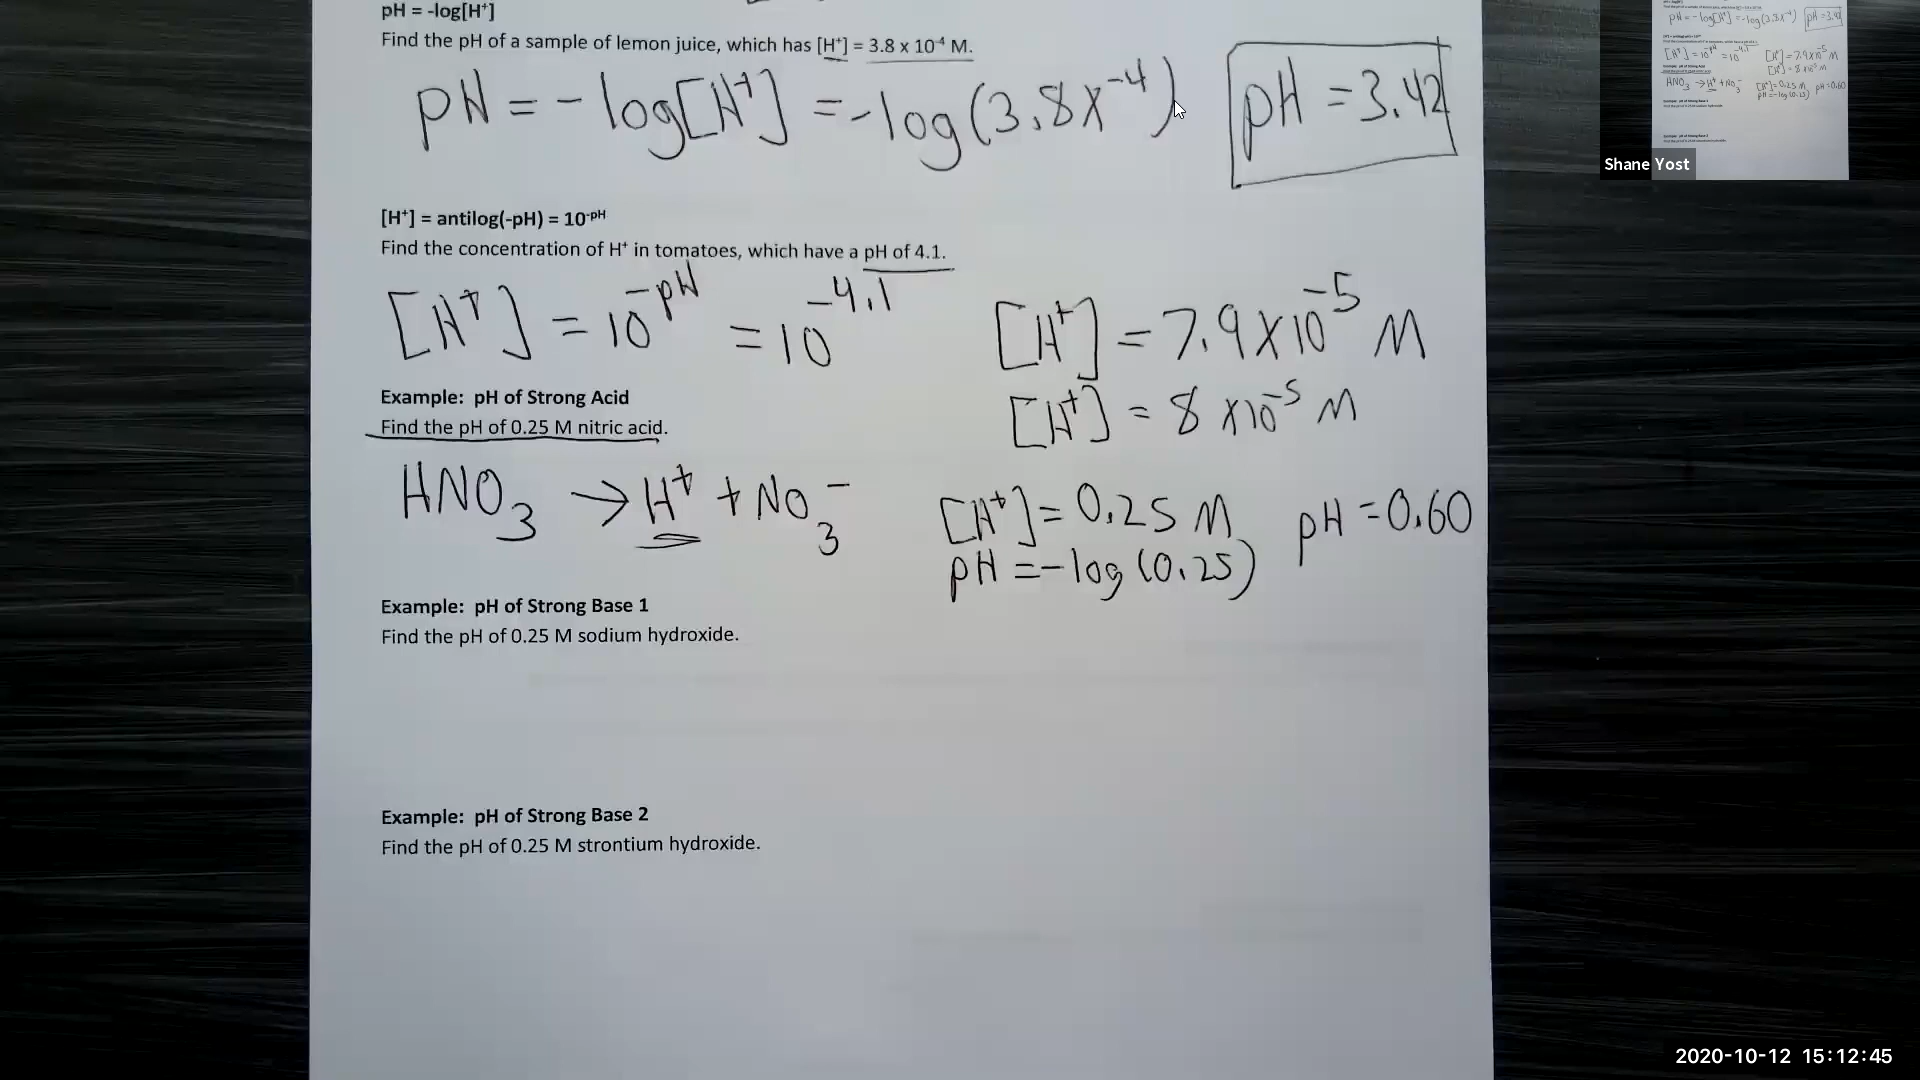 pH = -log[H⁺]
Find the pH of a sample of lemon juice, which has [H⁺] = 3.8 x 10⁻⁴ M.
pH = - log[H⁺] = -log(3.8x⁻⁴)
pH = 3.42
[H⁺] = antilog(-pH) = 10⁻ᵖᴴ
Find the concentration of H⁺ in tomatoes, which have a pH of 4.1.
[H⁺] = 10⁻ᵖᴴ = 10⁻⁴·¹
[H⁺] = 7.9 x 10⁻⁵ M
[H⁺] = 8 x10⁻⁵ M
Example: pH of Strong Acid
Find the pH of 0.25 M nitric acid.
HNO₃ → H⁺ + NO₃⁻
[H⁺] = 0.25 M
pH = -log (0.25)
pH = 0.60
Example: pH of Strong Base 1
Find the pH of 0.25 M sodium hydroxide.
Example: pH of Strong Base 2
Find the pH of 0.25 M strontium hydroxide.
Shane Yost
2020-10-12 15:12:45